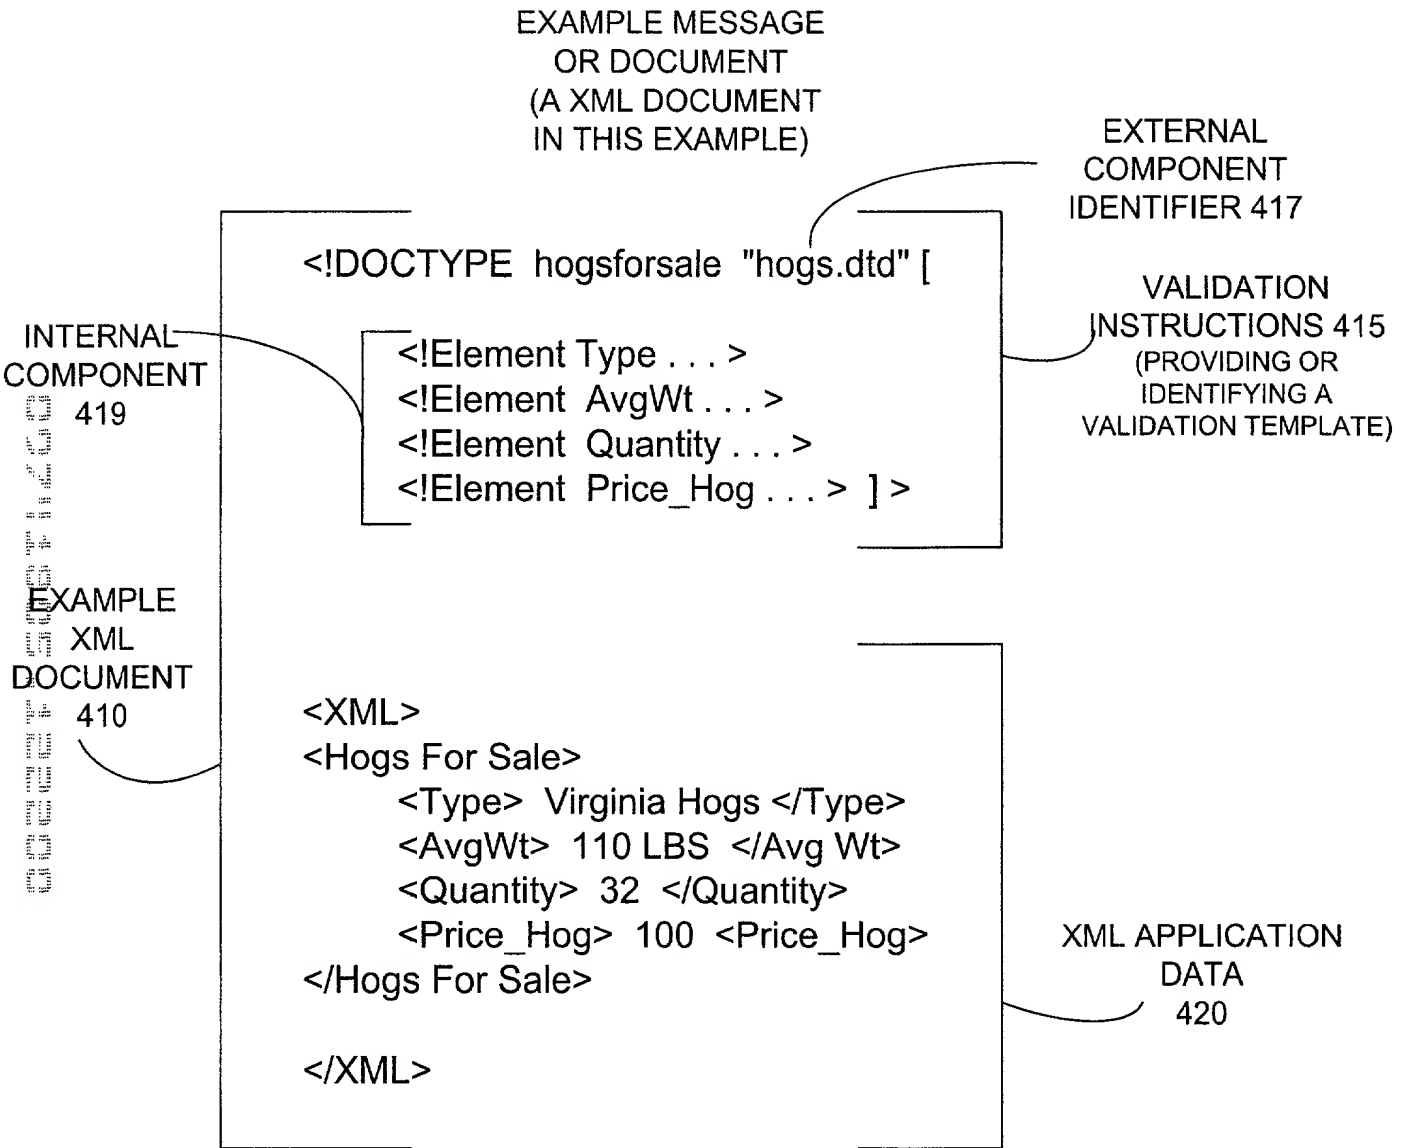 EXAMPLE MESSAGE
OR DOCUMENT
(A XML DOCUMENT
IN THIS EXAMPLE)
EXTERNAL
COMPONENT
IDENTIFIER 417
<!DOCTYPE hogsforsale "hogs.dtd" [
VALIDATION
INSTRUCTIONS 415
(PROVIDING OR
IDENTIFYING A
VALIDATION TEMPLATE)
INTERNAL
COMPONENT
419
<!Element Type . . . >
<!Element AvgWt . . . >
<!Element Quantity . . . >
<!Element Price_Hog . . . > ] >
EXAMPLE
XML
DOCUMENT
410
<XML>
<Hogs For Sale>
<Type> Virginia Hogs </Type>
<AvgWt> 110 LBS </Avg Wt>
<Quantity> 32 </Quantity>
<Price_Hog> 100 <Price_Hog>
</Hogs For Sale>
</XML>
XML APPLICATION
DATA
420